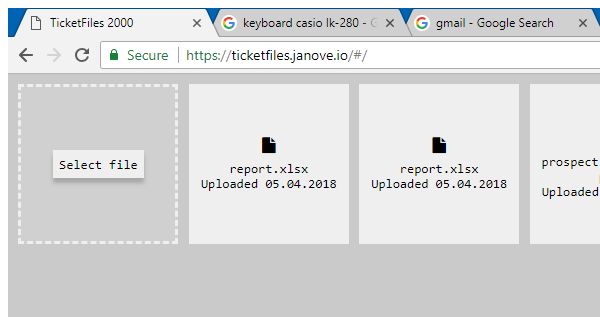 TicketFiles 2000
keyboard casio lk-280 - G
gmail - Google Search
Secure
https://ticketfiles.janove.io/#/
Select file
report.xlsx
Uploaded 05.04.2018
report.xlsx
Uploaded 05.04.2018
prospect
Uploaded